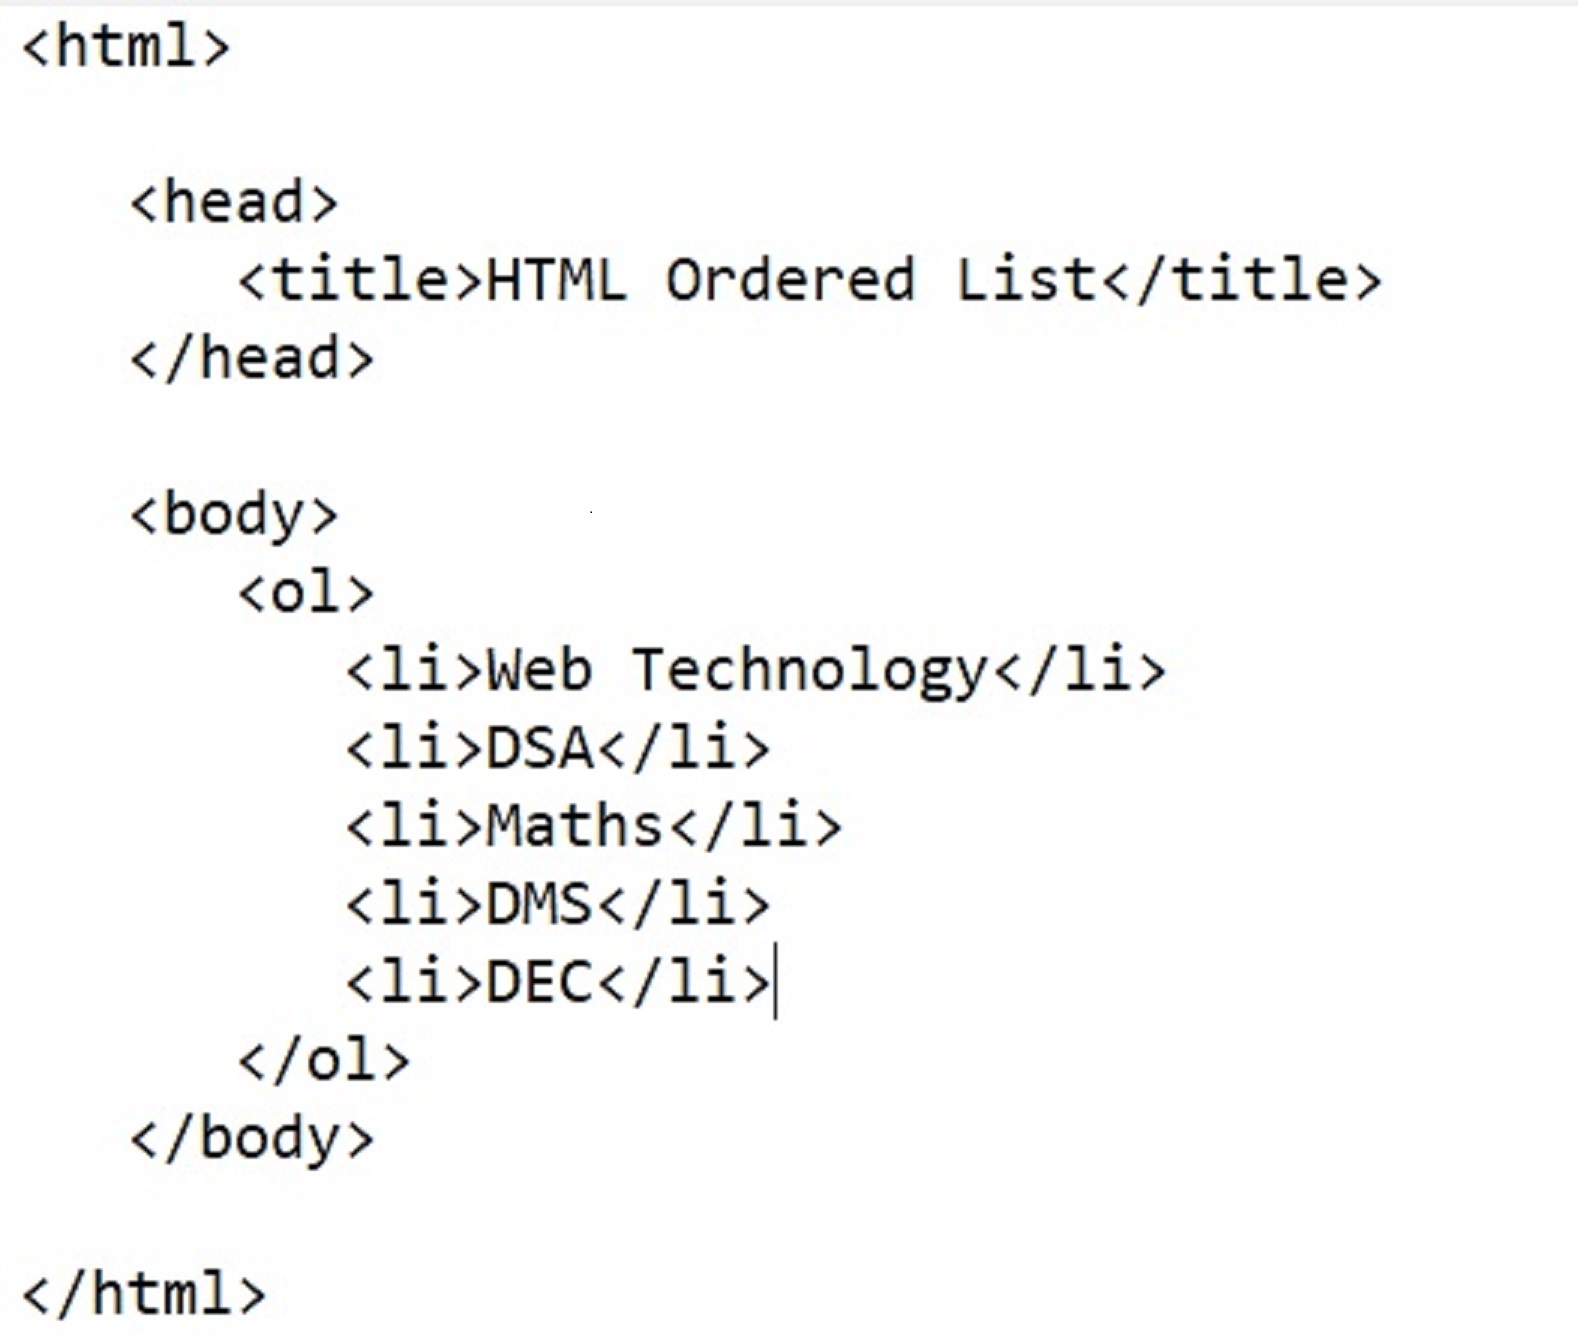 <html>
<head>
<title>HTML Ordered List</title>
</head>
<body>
<ol>
<li>Web Technology</li>
<li>DSA</li>
<li>Maths</li>
<li>DMS</li>
<li>DEC</li>
</ol>
</body>
</html>